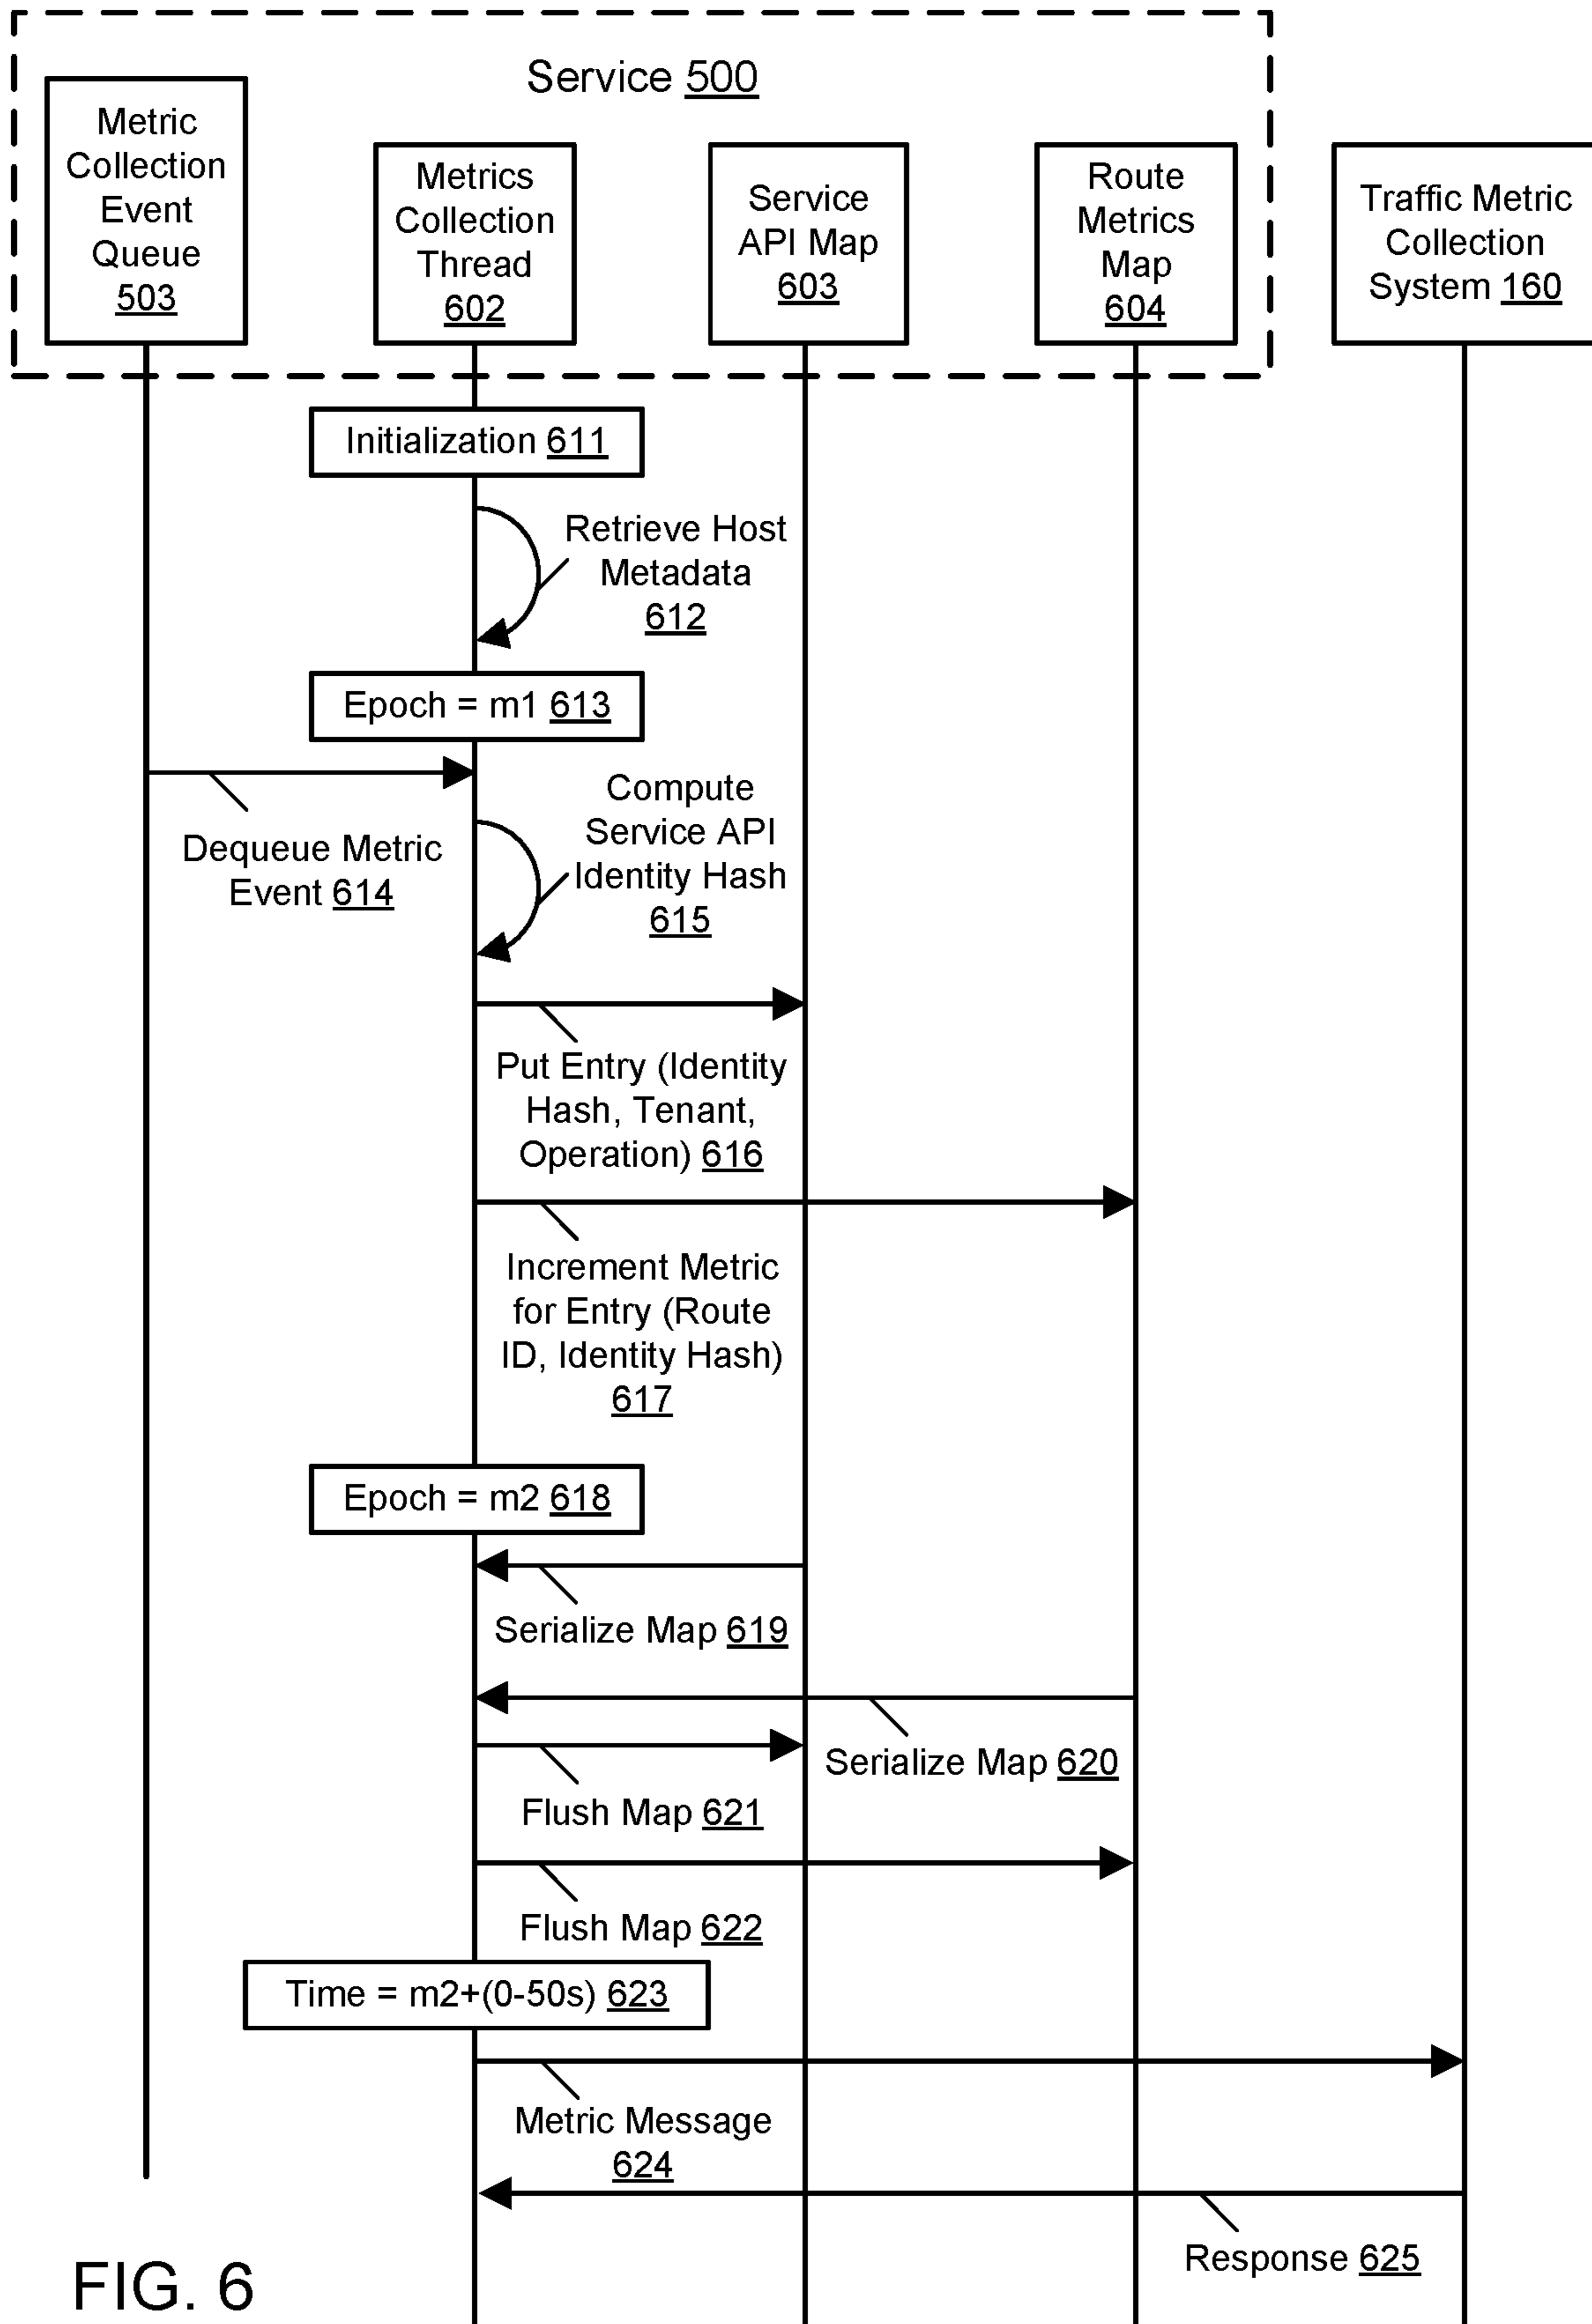 Service 500
Metric
Collection
Event
Queue
503
Metrics
Collection
Thread
602
Service
API Map
603
Route
Metrics
Map
604
Traffic Metric
Collection
System 160
Initialization 611
Retrieve Host
Metadata
612
Epoch = m1 613
Dequeue Metric
Event 614
Compute
Service API
Identity Hash
615
Put Entry (Identity
Hash, Tenant,
Operation) 616
Increment Metric
for Entry (Route
ID, Identity Hash)
617
Epoch = m2 618
Serialize Map 619
Serialize Map 620
Flush Map 621
Flush Map 622
Time = m2+(0-50s) 623
Metric Message
624
Response 625
FIG. 6